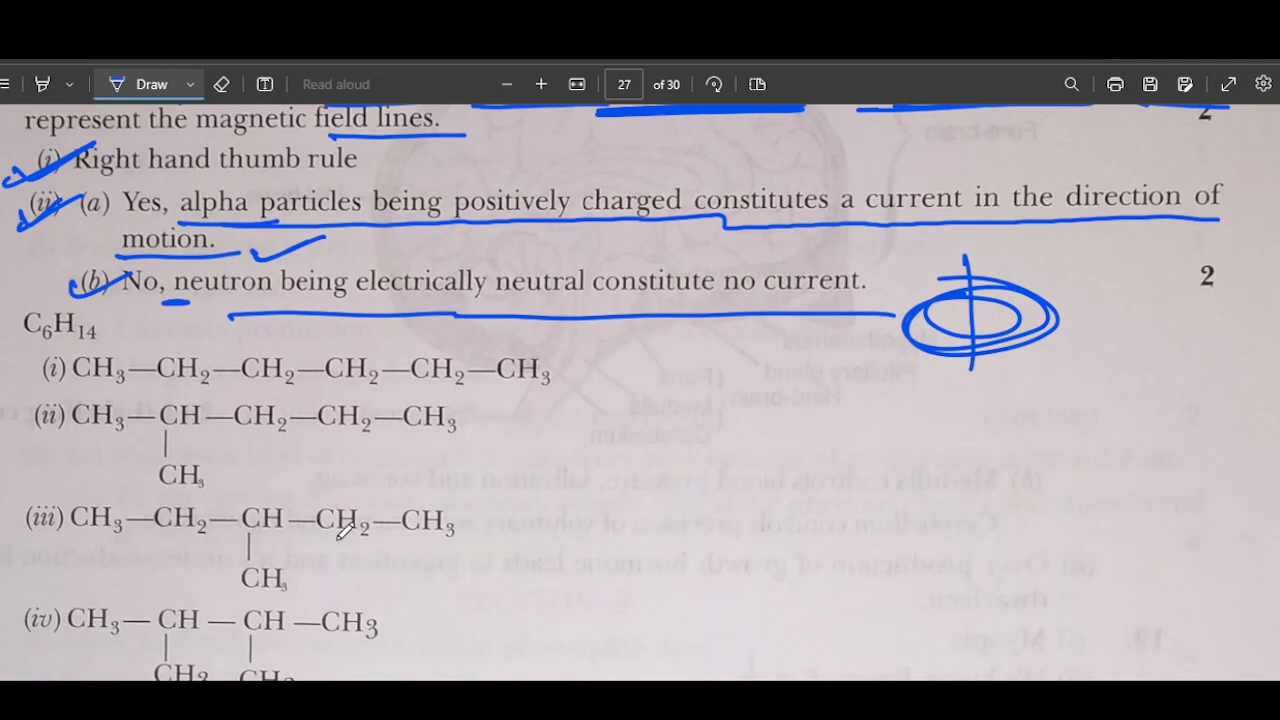 Draw
Read aloud
27 of 30
represent the magnetic field lines. 2
(i) Right hand thumb rule
(ii) (a) Yes, alpha particles being positively charged constitutes a current in the direction of
motion.
(b) No, neutron being electrically neutral constitute no current. 2
C₆H₁₄
(i) CH₃—CH₂—CH₂—CH₂—CH₂—CH₃
(ii) CH₃—CH—CH₂—CH₂—CH₃
|
CH₃
(iii) CH₃—CH₂—CH—CH₂—CH₃
|
CH₃
(iv) CH₃— CH — CH —CH3
| |
CH₃ CH₃